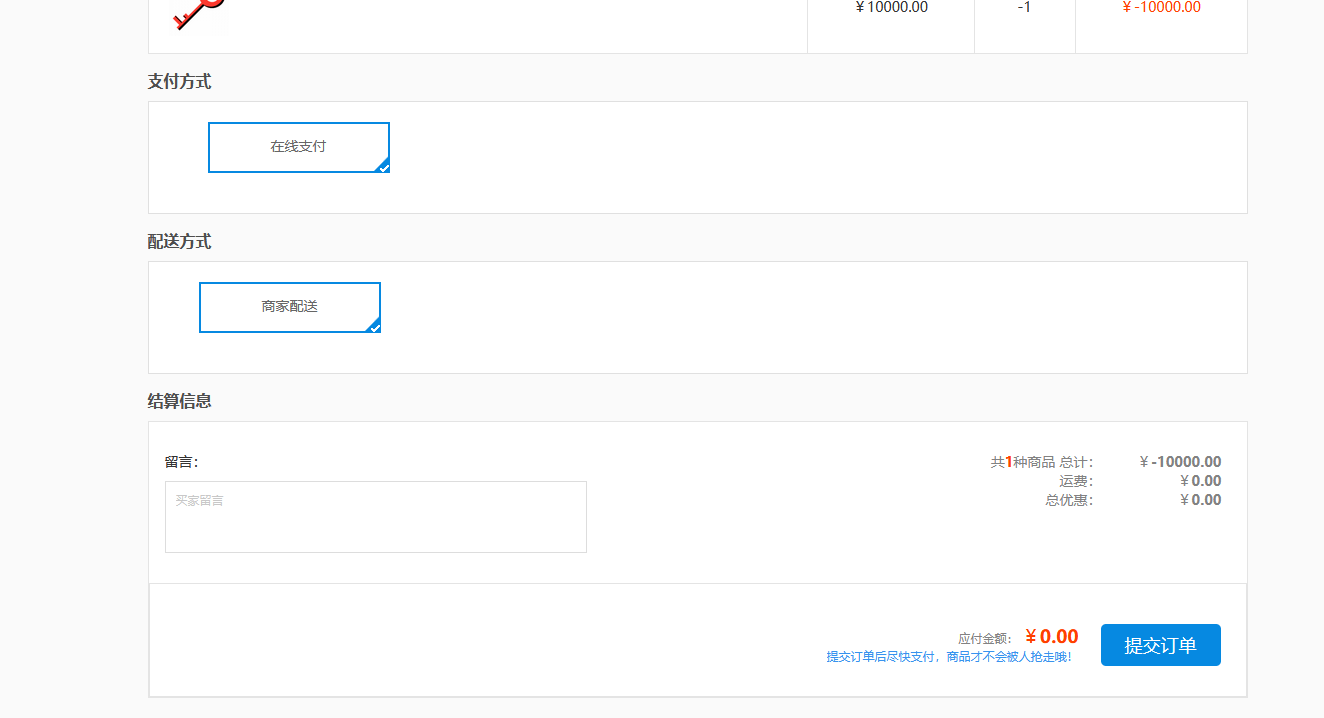 ¥ 10000.00 -1 ¥ -10000.00
支付方式
在线支付
配送方式
商家配送
结算信息
留言：
买家留言
共1种商品 总计： ¥ -10000.00
运费： ¥ 0.00
总优惠： ¥ 0.00
应付金额： ¥ 0.00
提交订单后尽快支付，商品才不会被人抢走哦！
提交订单